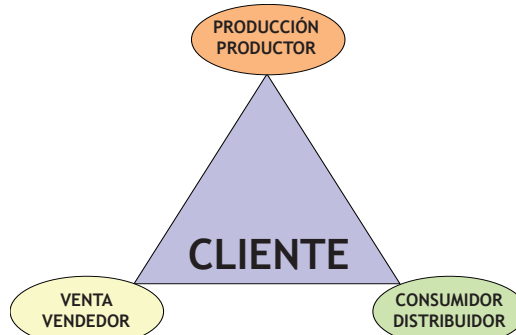 PRODUCCIÓN
PRODUCTOR
CLIENTE
VENTA
VENDEDOR
CONSUMIDOR
DISTRIBUIDOR